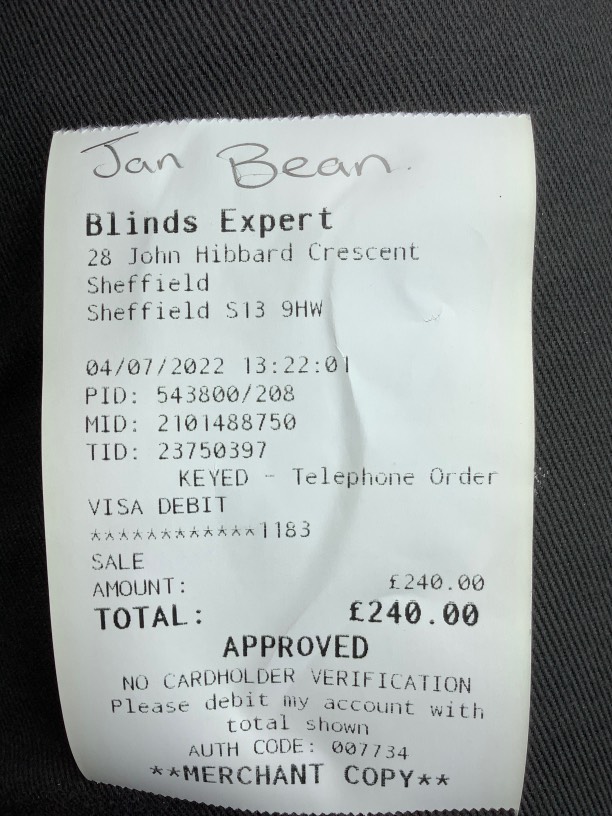 Jan Bean.
Blinds Expert
28 John Hibbard Crescent
Sheffield
Sheffield S13 9HW
04/07/2022 13:22:01
PID: 543800/208
MID: 2101488750
TID: 23750397
KEYED - Telephone Order
VISA DEBIT
************1183
SALE
AMOUNT: £240.00
TOTAL: £240.00
APPROVED
NO CARDHOLDER VERIFICATION
Please debit my account with
total shown
AUTH CODE: 007734
**MERCHANT COPY**